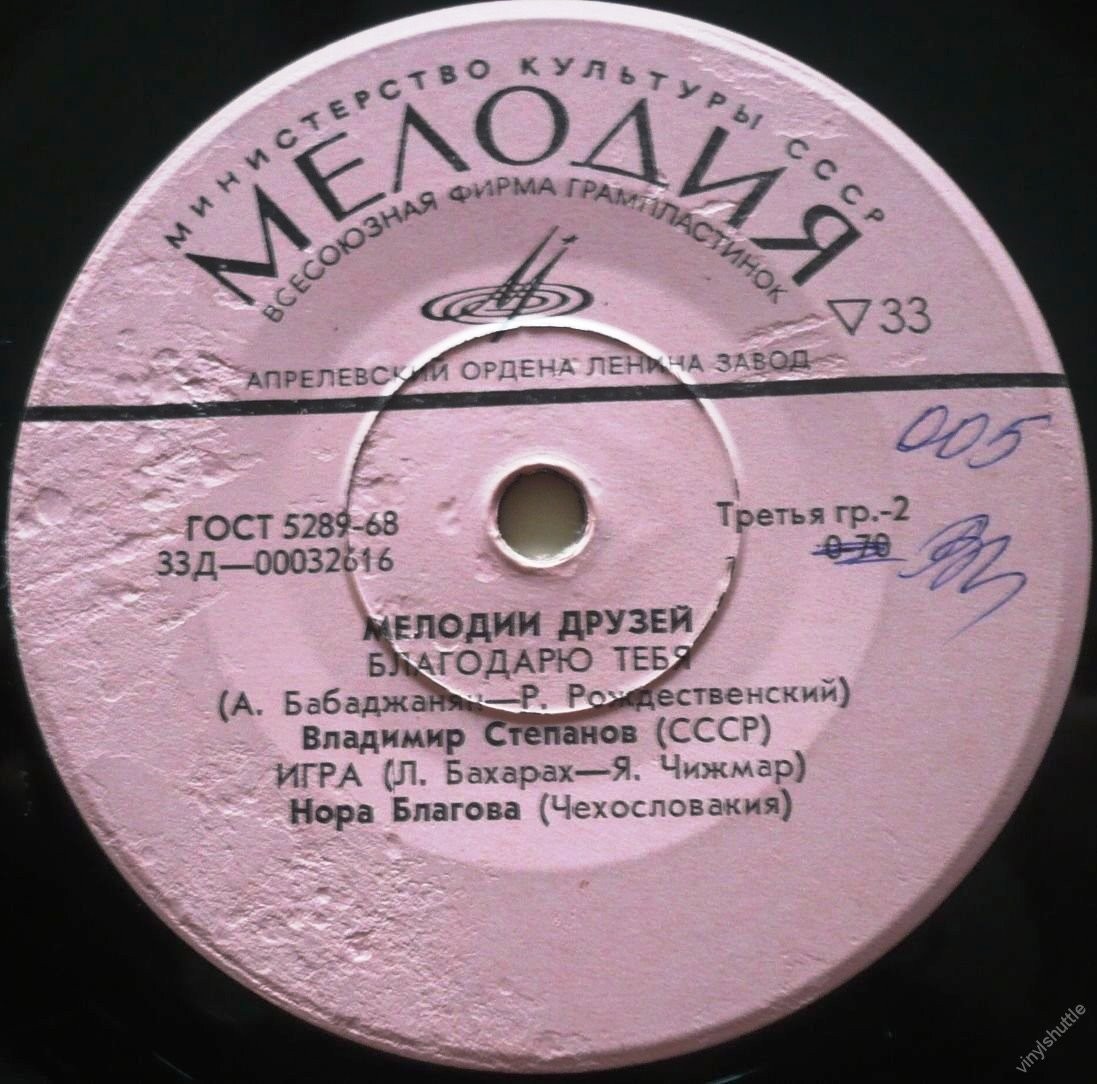 МИНИСТЕРСТВО КУЛЬТУРЫ СССР
МЕЛОДИЯ
ВСЕСОЮЗНАЯ ФИРМА ГРАМПЛАСТИНОК
▽33
АПРЕЛЕВСКИЙ ОРДЕНА ЛЕНИНА ЗАВОД
005
ГОСТ 5289-68
Третья гр.-2
33Д—00032616
0-70
МЕЛОДИИ ДРУЗЕЙ
БЛАГОДАРЮ ТЕБЯ
(А. Бабаджанян—Р. Рождественский)
Владимир Степанов (СССР)
ИГРА (Л. Бахарах—Я. Чижмар)
Нора Благова (Чехословакия)
vinylshuttle